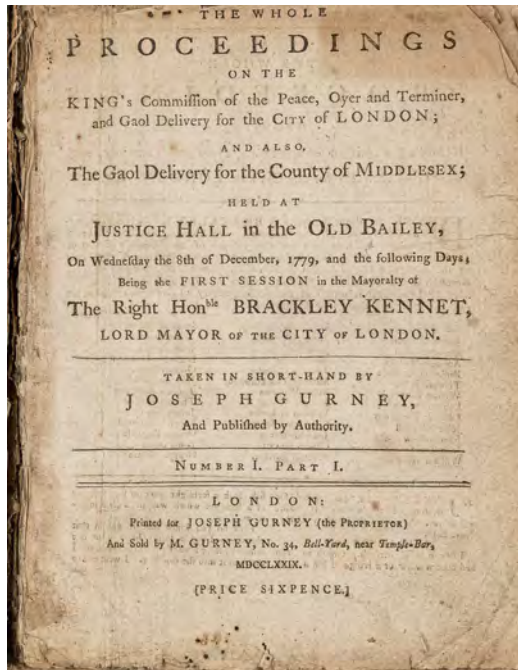 THE WHOLE
PROCEEDINGS
ON THE
KING's Commiſſion of the Peace, Oyer and Terminer,
and Gaol Delivery for the CITY of LONDON;
AND ALSO,
The Gaol Delivery for the County of MIDDLESEX;
HELD AT
JUSTICE HALL in the OLD BAILEY,
On Wedneſday the 8th of December, 1779, and the following Days;
Being the FIRST SESSION in the Mayoralty of
The Right Honble BRACKLEY KENNET,
LORD MAYOR OF THE CITY OF LONDON.
TAKEN IN SHORT-HAND BY
JOSEPH GURNEY,
And Publiſhed by Authority.
NUMBER I. PART I.
LONDON:
Printed for JOSEPH GURNEY (the PROPRIETOR)
And Sold by M. GURNEY, No. 34, Bell-Yard, near Temple-Bar,
MDCCLXXIX.
[PRICE SIXPENCE.]